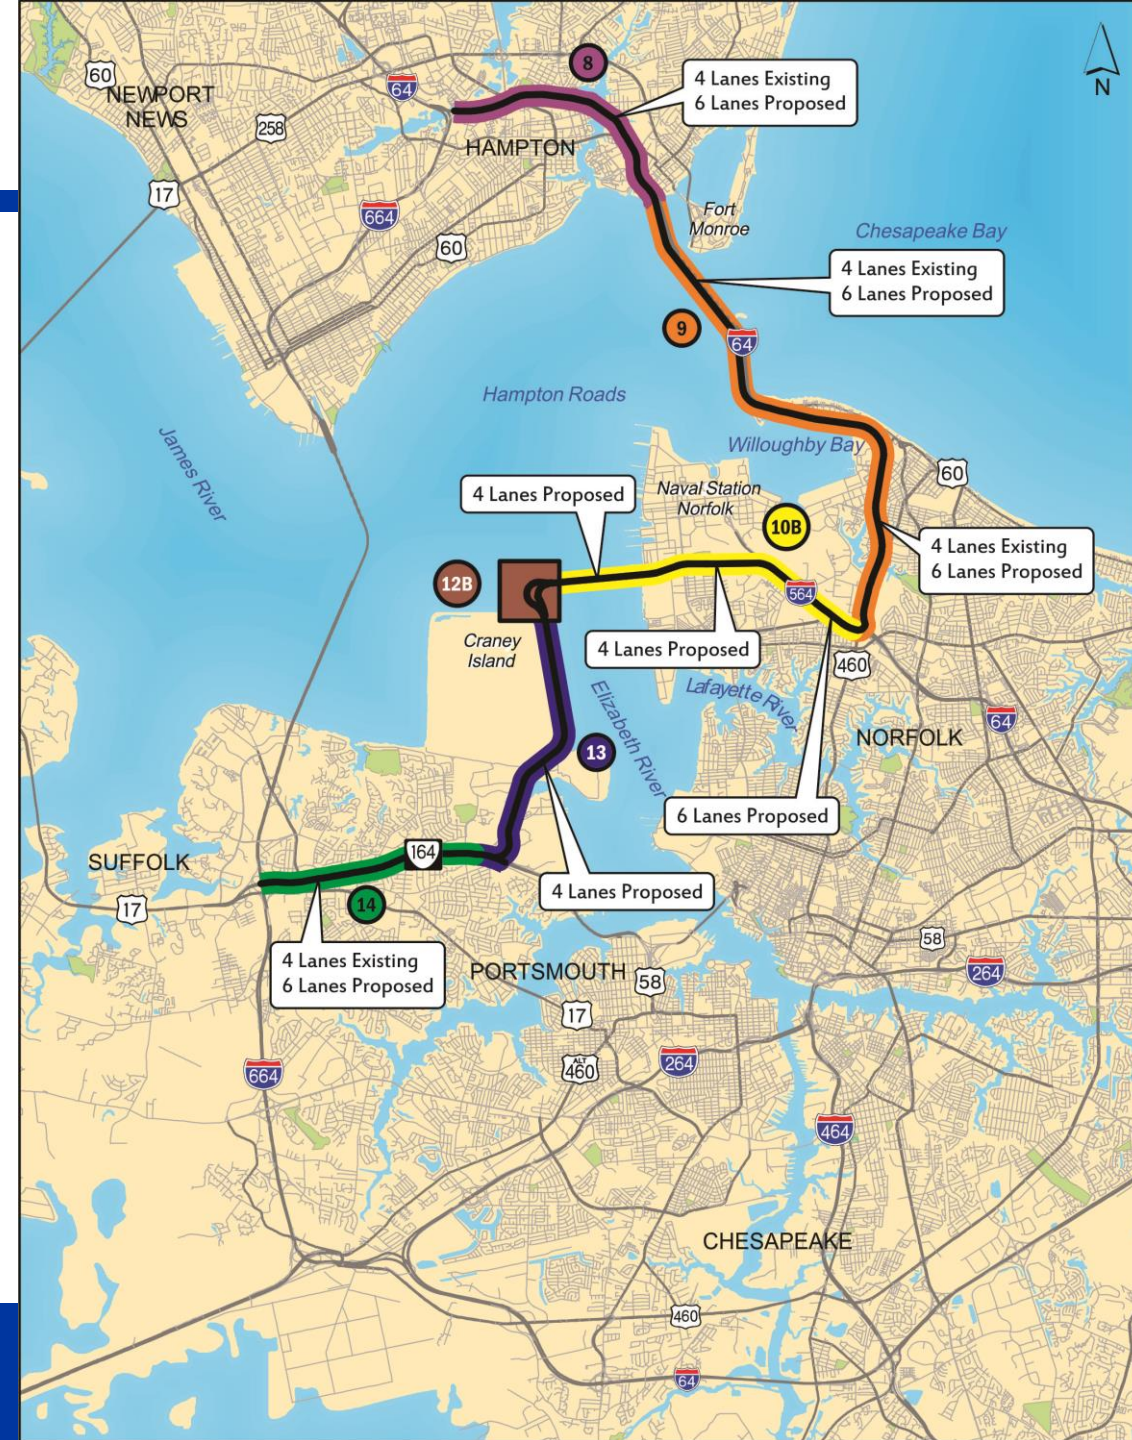 N
8
4 Lanes Existing
6 Lanes Proposed
60
NEWPORT
NEWS
64
258
HAMPTON
17
664
60
Fort
Monroe
Chesapeake Bay
4 Lanes Existing
6 Lanes Proposed
9
64
Hampton Roads
James River
Willoughby Bay
60
4 Lanes Proposed
Naval Station
Norfolk
10B
4 Lanes Existing
6 Lanes Proposed
12B
564
Craney
Island
4 Lanes Proposed
460
Elizabeth River
Lafayette River
64
NORFOLK
13
6 Lanes Proposed
164
SUFFOLK
4 Lanes Proposed
17
14
58
4 Lanes Existing
6 Lanes Proposed
PORTSMOUTH
58
264
17
ALT
460
264
664
464
CHESAPEAKE
460
64